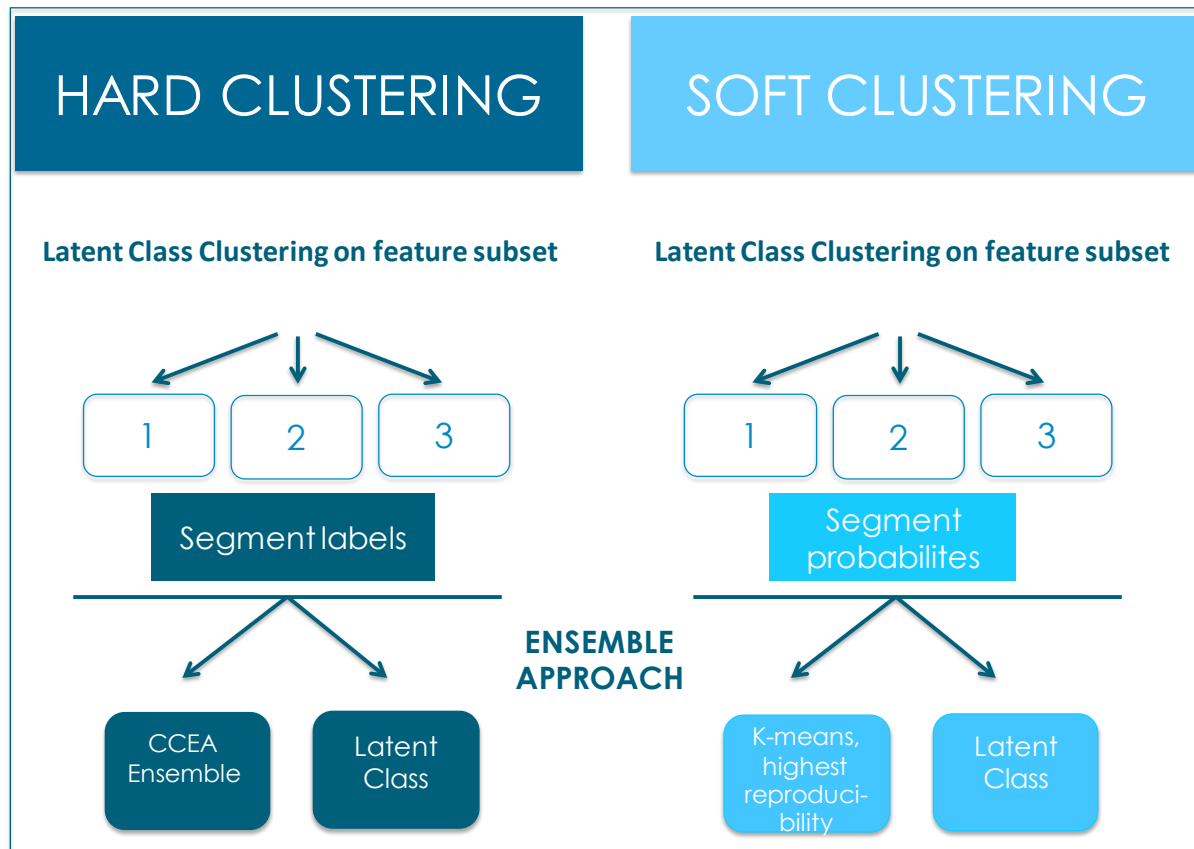 HARD CLUSTERING
SOFT CLUSTERING
Latent Class Clustering on feature subset
Latent Class Clustering on feature subset
1
2
3
1
2
3
Segment labels
Segment
probabilites
ENSEMBLE
APPROACH
CCEA
Ensemble
Latent
Class
K-means,
highest
reproduci-
bility
Latent
Class